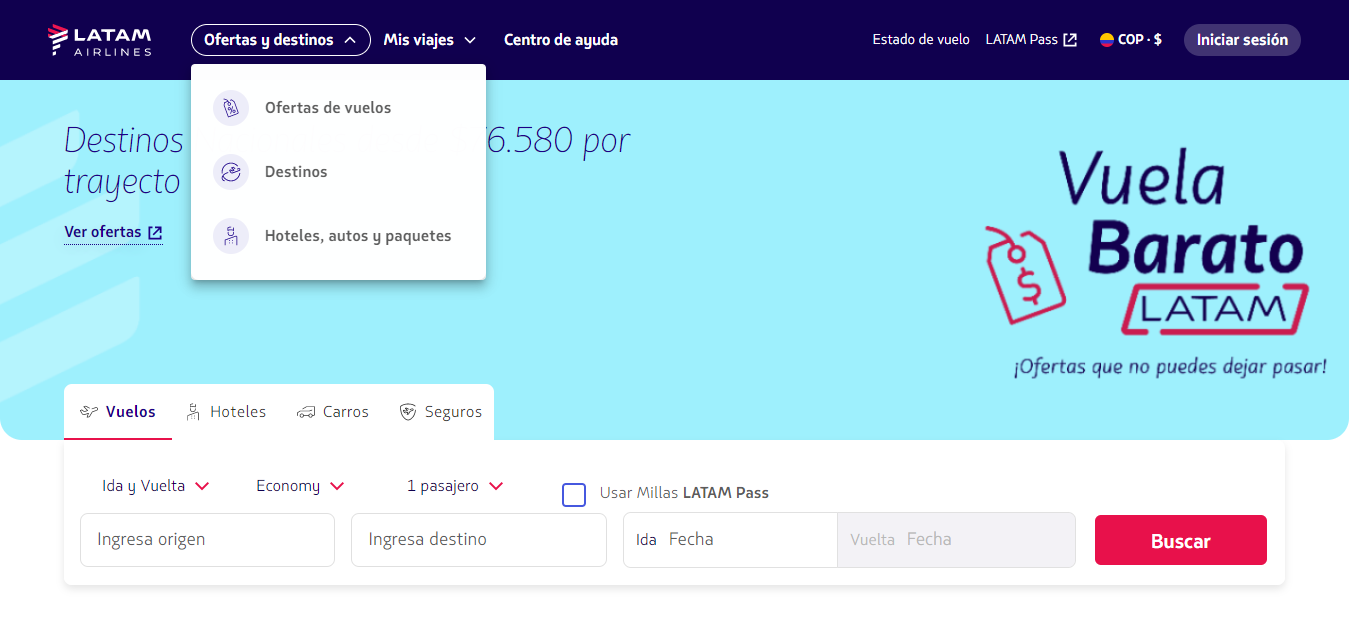 LATAM
AIRLINES
Ofertas y destinos
Mis viajes
Centro de ayuda
Estado de vuelo
LATAM Pass
COP · $
Iniciar sesión
Ofertas de vuelos
Destinos
Hoteles, autos y paquetes
Destinos 6.580 por
trayecto
Ver ofertas
Vuela
Barato
LATAM
¡Ofertas que no puedes dejar pasar!
Vuelos
Hoteles
Carros
Seguros
Ida y Vuelta
Economy
1 pasajero
Usar Millas LATAM Pass
Ingresa origen
Ingresa destino
Ida Fecha
Vuelta Fecha
Buscar